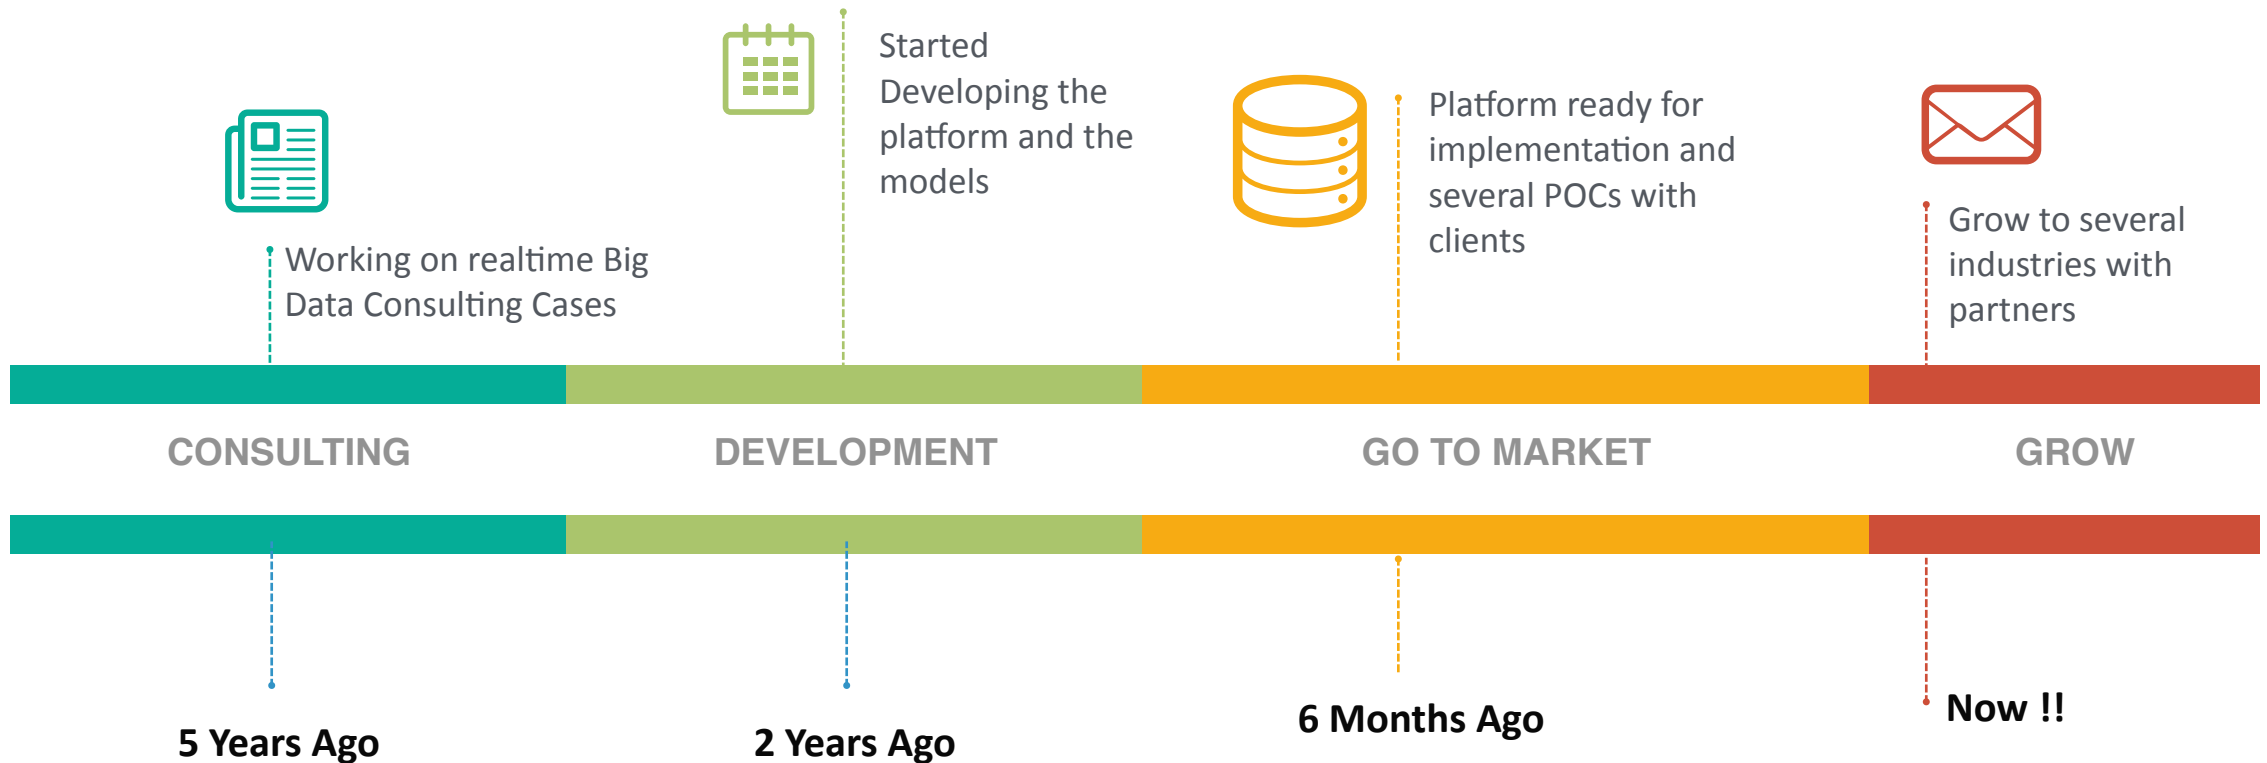 Started
Developing the
platform and the
models
Platform ready for
implementation and
several POCs with
clients
Grow to several
industries with
partners
Working on realtime Big
Data Consulting Cases
CONSULTING
DEVELOPMENT
GO TO MARKET
GROW
5 Years Ago
2 Years Ago
6 Months Ago
Now !!